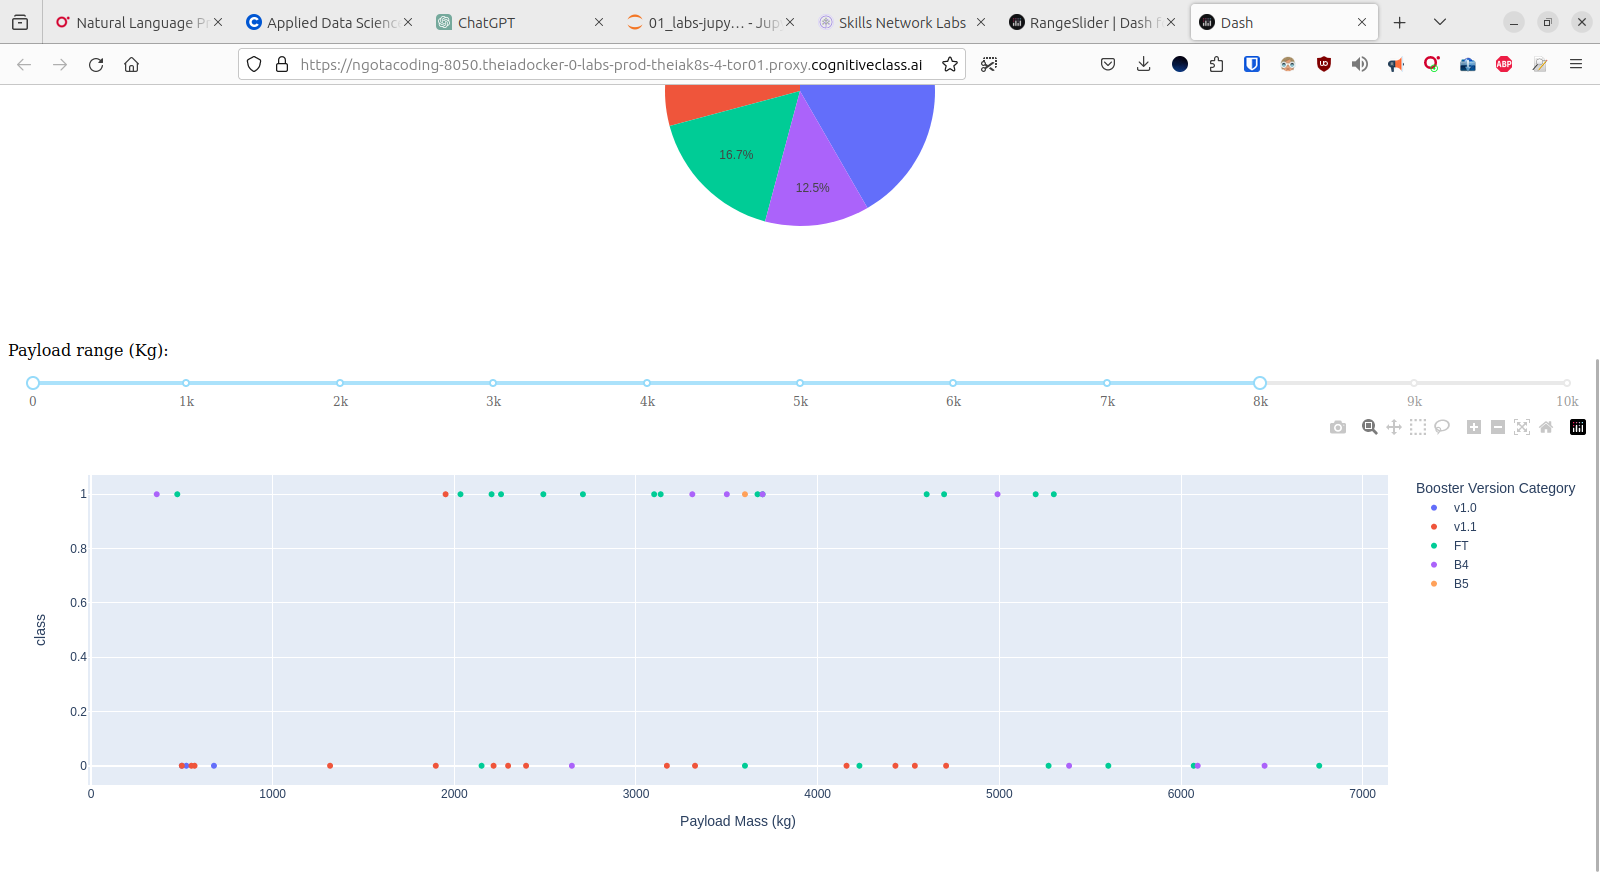 Natural Language P
Applied Data Scienc
ChatGPT
01_labs-jupy… - Jup
Skills Network Labs
RangeSlider | Dash f
Dash
https://ngotacoding-8050.theiadocker-0-labs-prod-theiak8s-4-tor01.proxy.cognitiveclass.ai
ABP
16.7%
12.5%
Payload range (Kg):
0 1k 2k 3k 4k 5k 6k 7k 8k 9k 10k
Booster Version Category
v1.0
v1.1
FT
B4
B5
1
0.8
0.6
0.4
0.2
0
class
0 1000 2000 3000 4000 5000 6000 7000
Payload Mass (kg)